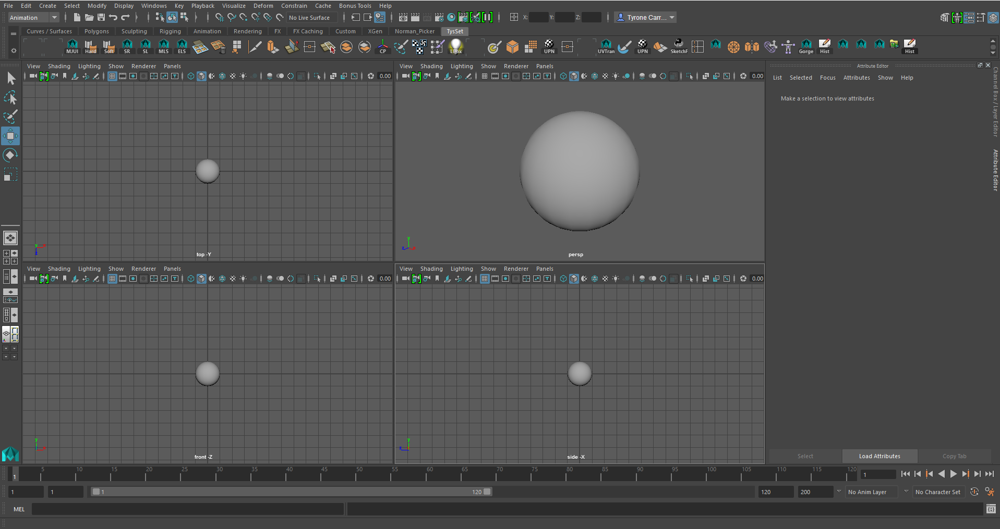 File Edit Create Select Modify Display Windows Key Playback Visualize Deform Constrain Cache Bonus Tools Help
Animation No Live Surface X: Y: Z: Tyrone Carr...
Curves / Surfaces Polygons Sculpting Rigging Animation Rendering FX FX Caching Custom XGen Norman_Picker TysSet
MJUI Hard Soft SR SL MLS ELS CP LBox UPN UVTran UPN SketchF Gorge Hist Hist
View Shading Lighting Show Renderer Panels
0.00
top -Y
View Shading Lighting Show Renderer Panels
0.00
persp
View Shading Lighting Show Renderer Panels
0.00
front -Z
View Shading Lighting Show Renderer Panels
0.00
side -X
Attribute Editor
List Selected Focus Attributes Show Help
Make a selection to view attributes
Channel Box / Layer Editor
Attribute Editor
Select Load Attributes Copy Tab
1 5 10 15 20 25 30 35 40 45 50 55 60 65 70 75 80 85 90 95 100 105 110 115 120 1
1 1 1 120 120 200 No Anim Layer No Character Set
MEL